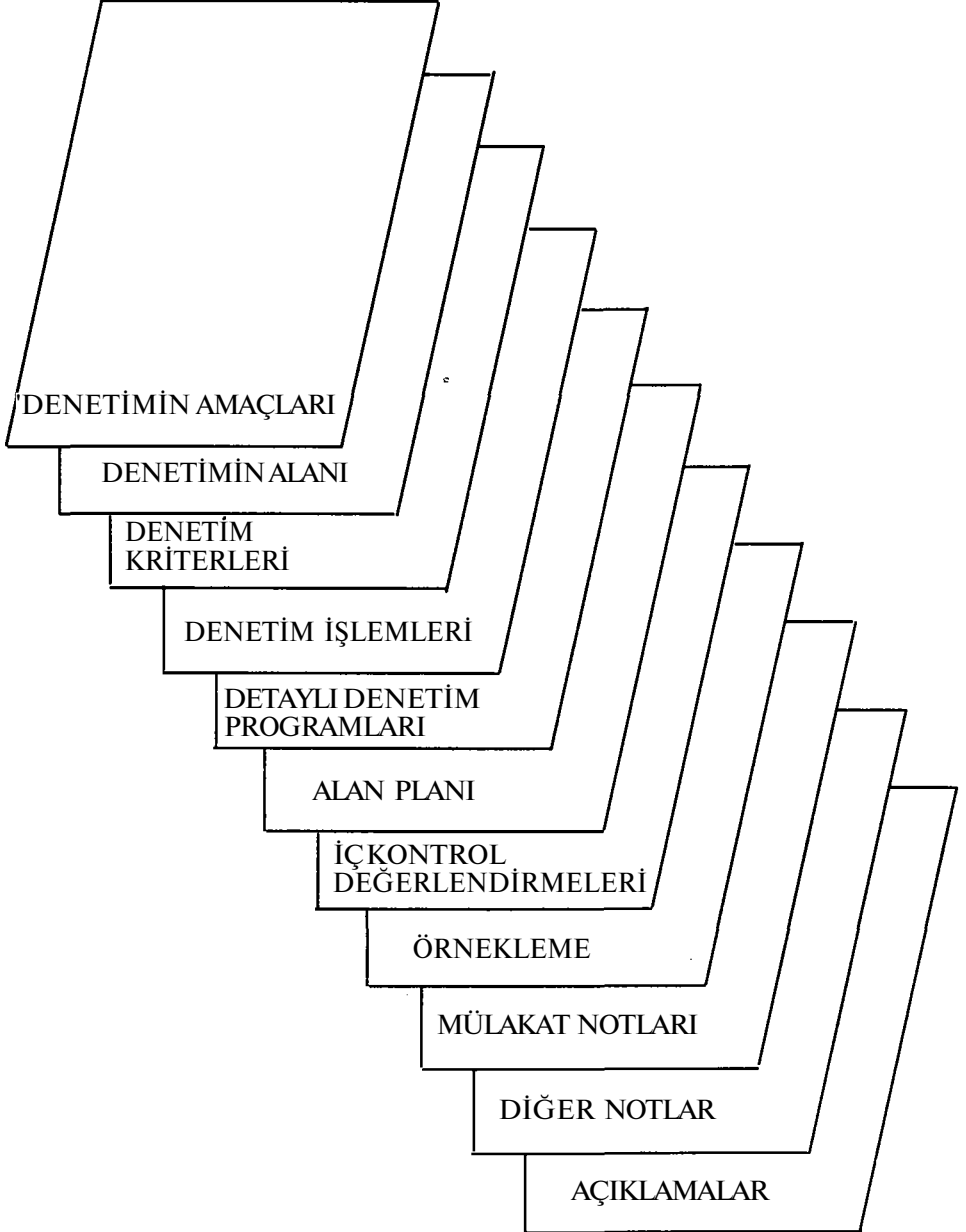 DENETİMİN AMAÇLARI
DENETİMİN ALANI
DENETİM
KRİTERLERİ
DENETİM İŞLEMLERİ
DETAYLI DENETİM
PROGRAMLARI
ALAN PLANI
İÇ KONTROL
DEĞERLENDİRMELERİ
ÖRNEKLEME
MÜLAKAT NOTLARI
DİĞER NOTLAR
AÇIKLAMALAR